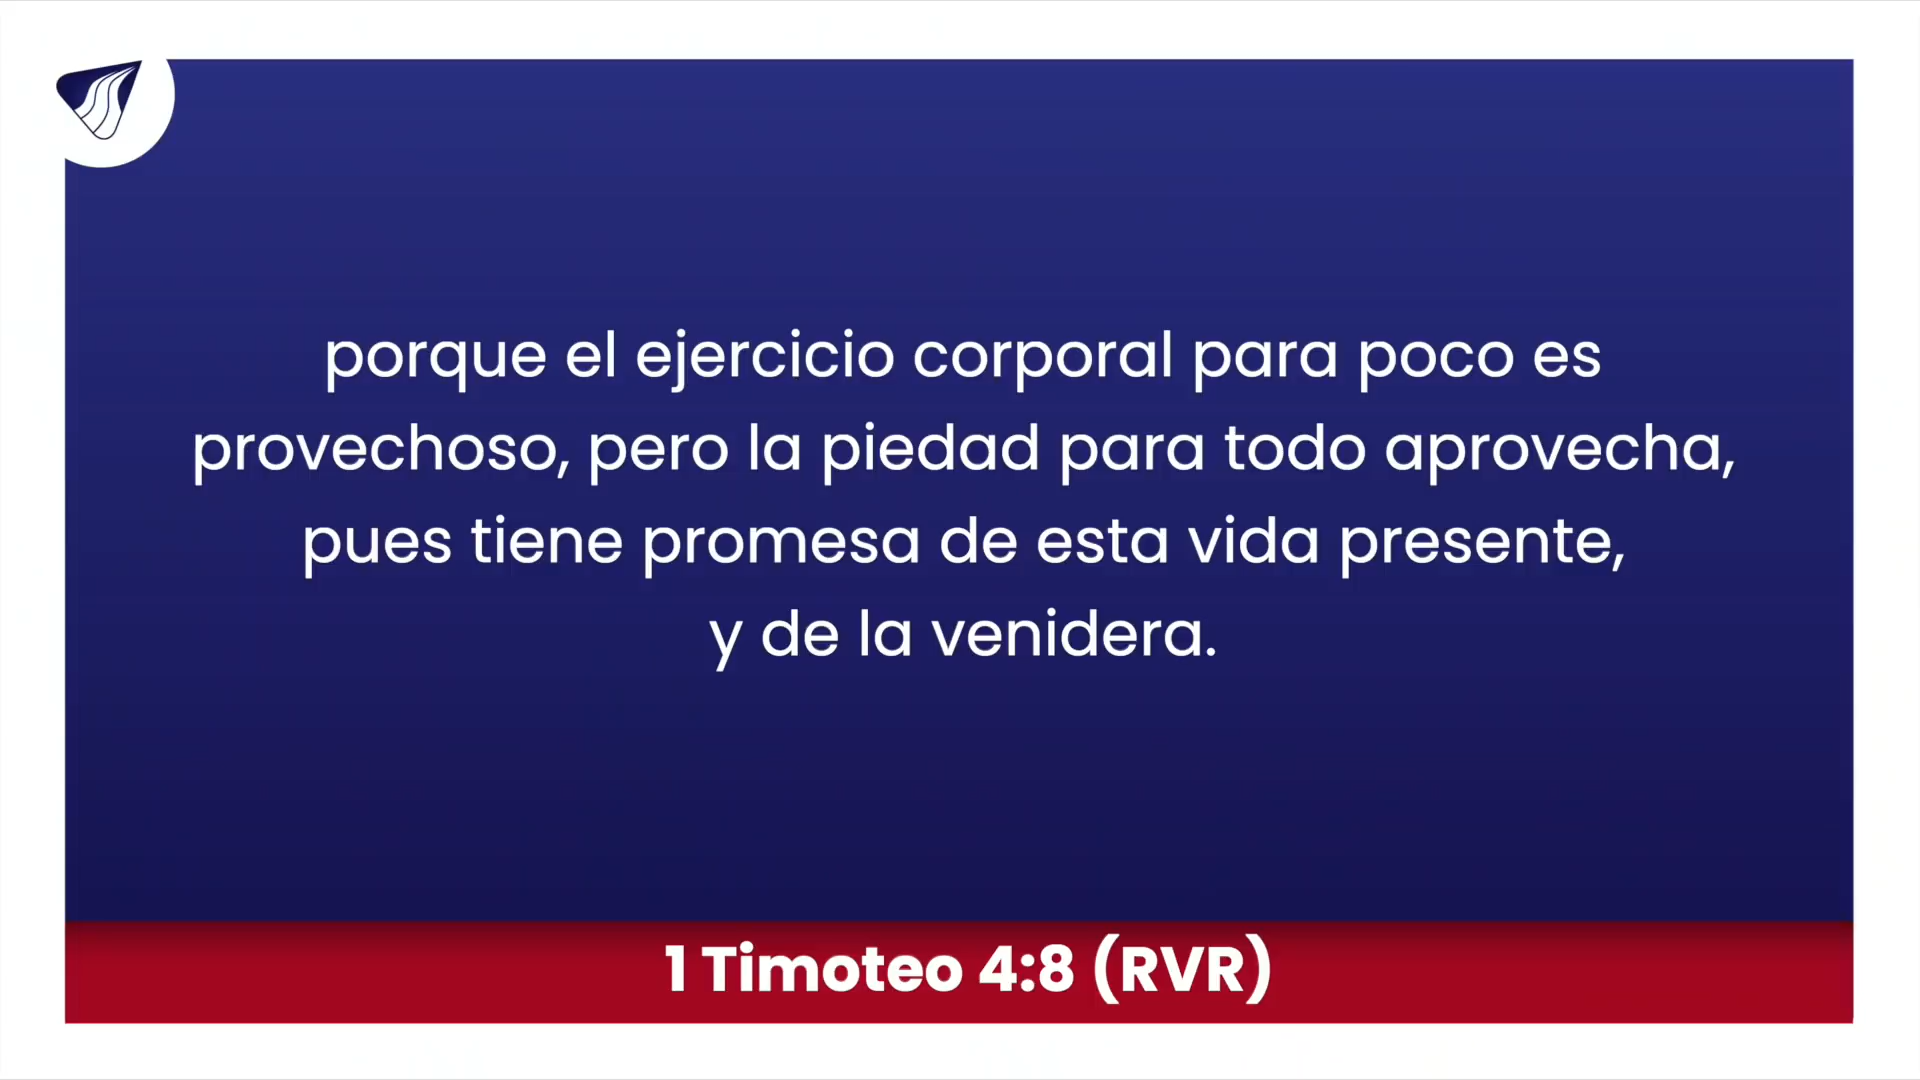 porque el ejercicio corporal para poco es
provechoso, pero la piedad para todo aprovecha,
pues tiene promesa de esta vida presente,
y de la venidera.
1 Timoteo 4:8 (RVR)